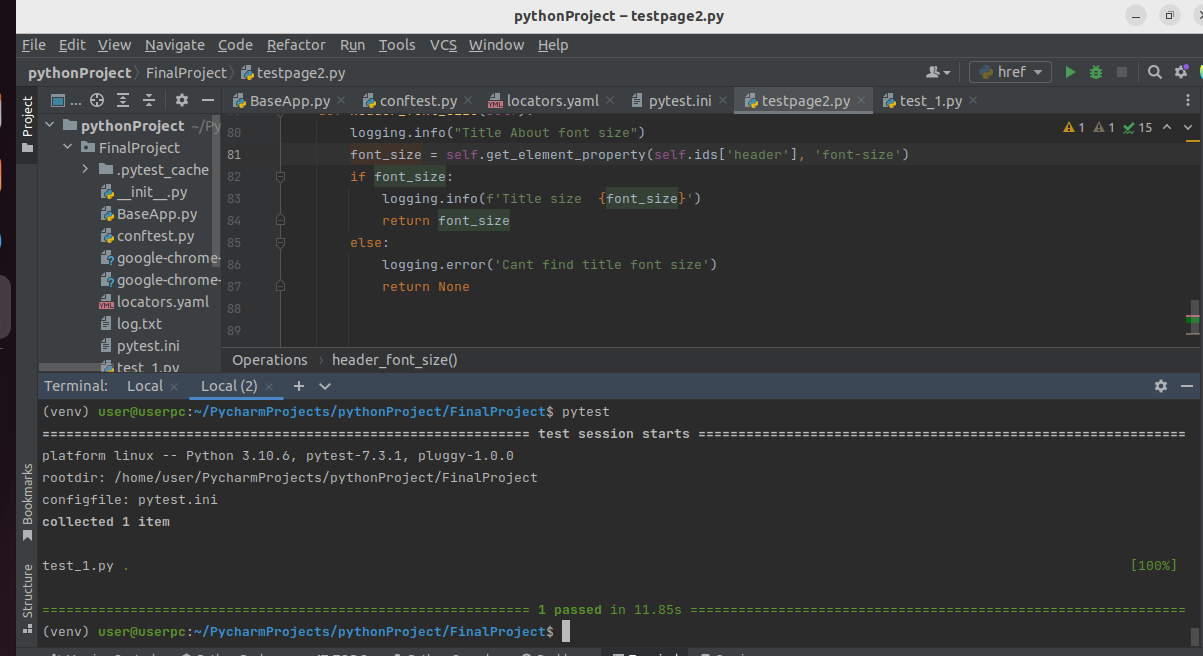 pythonProject – testpage2.py
File Edit View Navigate Code Refactor Run Tools VCS Window Help
pythonProject FinalProject testpage2.py
href
Project
...
BaseApp.py
conftest.py
locators.yaml
pytest.ini
testpage2.py
test_1.py
pythonProject ~/Py
FinalProject
.pytest_cache
__init__.py
BaseApp.py
conftest.py
google-chrome-
google-chrome-
locators.yaml
log.txt
pytest.ini
test_1.py
1 1 15
80 logging.info("Title About font size")
81 font_size = self.get_element_property(self.ids['header'], 'font-size')
82 if font_size:
83 logging.info(f'Title size  {font_size}')
84 return font_size
85 else:
86 logging.error('Cant find title font size')
87 return None
88
89
Operations header_font_size()
Terminal: Local Local (2)
(venv) user@userpc:~/PycharmProjects/pythonProject/FinalProject$ pytest
============================================================= test session starts =============================================================
platform linux -- Python 3.10.6, pytest-7.3.1, pluggy-1.0.0
rootdir: /home/user/PycharmProjects/pythonProject/FinalProject
configfile: pytest.ini
collected 1 item
test_1.py . [100%]
============================================================= 1 passed in 11.85s ==============================================================
(venv) user@userpc:~/PycharmProjects/pythonProject/FinalProject$
Bookmarks
Structure